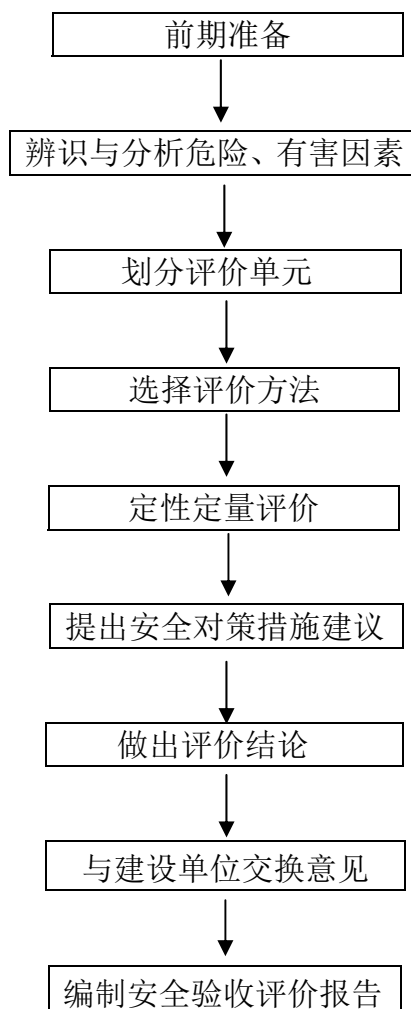 前期准备
辨识与分析危险、有害因素
划分评价单元
选择评价方法
定性定量评价
提出安全对策措施建议
做出评价结论
与建设单位交换意见
编制安全验收评价报告